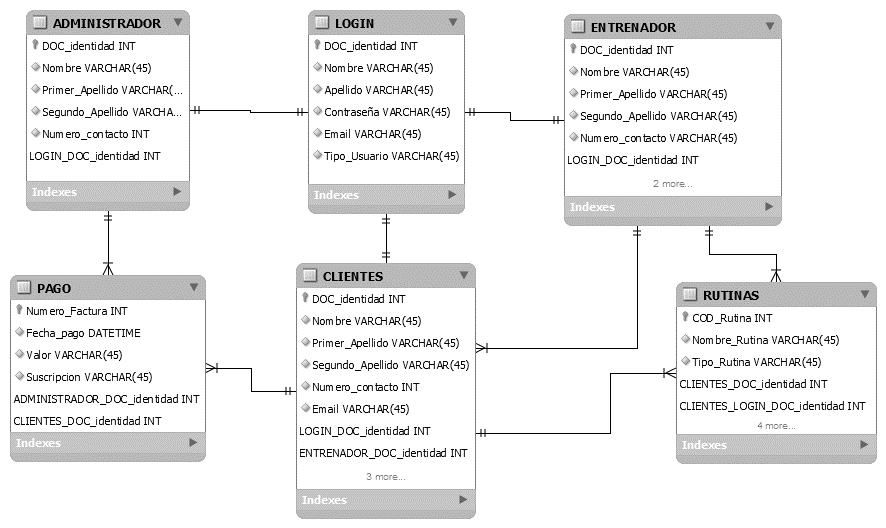 ADMINISTRADOR
DOC_identidad INT
Nombre VARCHAR(45)
Primer_Apellido VARCHAR(...
Segundo_Apellido VARCHA...
Numero_contacto INT
LOGIN_DOC_identidad INT
Indexes
LOGIN
DOC_identidad INT
Nombre VARCHAR(45)
Apellido VARCHAR(45)
Contraseña VARCHAR(45)
Email VARCHAR(45)
Tipo_Usuario VARCHAR(45)
Indexes
ENTRENADOR
DOC_identidad INT
Nombre VARCHAR(45)
Primer_Apellido VARCHAR(45)
Segundo_Apellido VARCHAR(45)
Numero_contacto VARCHAR(45)
LOGIN_DOC_identidad INT
2 more...
Indexes
PAGO
Numero_Factura INT
Fecha_pago DATETIME
Valor VARCHAR(45)
Suscripcion VARCHAR(45)
ADMINISTRADOR_DOC_identidad INT
CLIENTES_DOC_identidad INT
Indexes
CLIENTES
DOC_identidad INT
Nombre VARCHAR(45)
Primer_Apellido VARCHAR(45)
Segundo_Apellido VARCHAR(45)
Numero_contacto INT
Email VARCHAR(45)
LOGIN_DOC_identidad INT
ENTRENADOR_DOC_identidad INT
3 more...
Indexes
RUTINAS
COD_Rutina INT
Nombre_Rutina VARCHAR(45)
Tipo_Rutina VARCHAR(45)
CLIENTES_DOC_identidad INT
CLIENTES_LOGIN_DOC_identidad INT
4 more...
Indexes